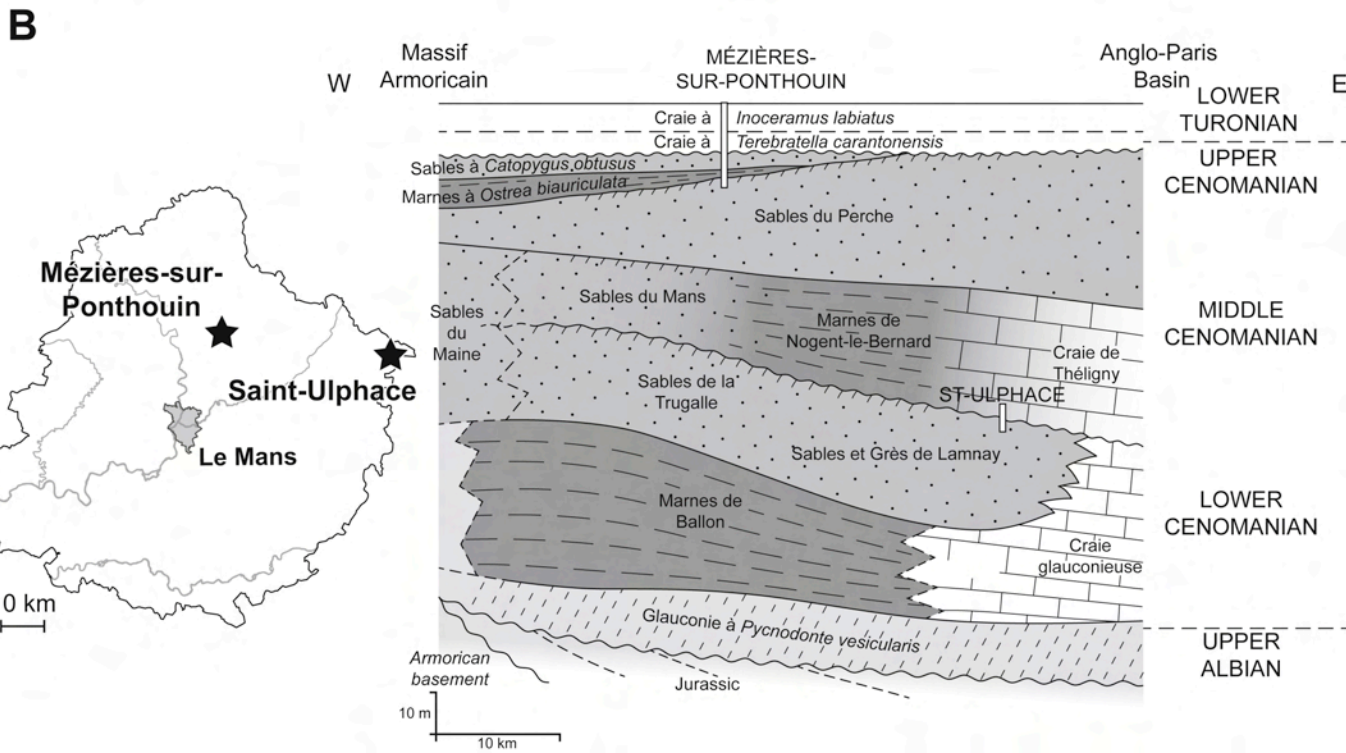 B
Massif
Armoricain
W
MÉZIÈRES-
SUR-PONTHOUIN
Anglo-Paris
Basin
E
LOWER
TURONIAN
Craie à Inoceramus labiatus
Craie à Terebratella carantonensis
Sables à Catopygus obtusus
Marnes à Ostrea biauriculata
UPPER
CENOMANIAN
Sables du Perche
Mézières-sur-
Ponthouin
Saint-Ulphace
Le Mans
0 km
Sables
du
Maine
Sables du Mans
Marnes de
Nogent-le-Bernard
Craie de
Théligny
MIDDLE
CENOMANIAN
ST-ULPHACE
Sables de la
Trugalle
Sables et Grès de Lamnay
Marnes de
Ballon
Craie
glauconieuse
LOWER
CENOMANIAN
Glauconie à Pycnodonte vesicularis
UPPER
ALBIAN
Armorican
basement
Jurassic
10 m
10 km